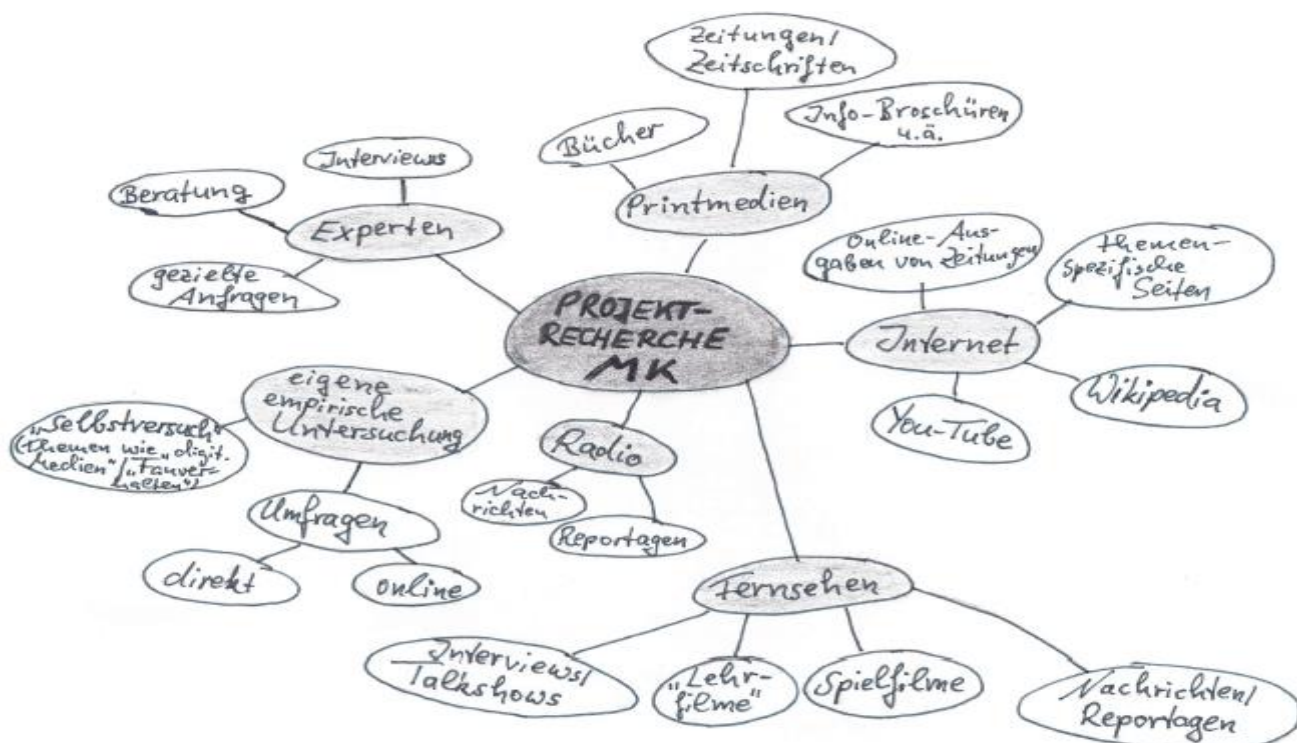 PROJEKT-
RECHERCHE
MK
Printmedien
Bücher
Zeitungen/
Zeitschriften
Info-Broschüren
u.ä.
Internet
Online-Aus-
gaben von Zeitungen
themen-
spezifische
Seiten
Wikipedia
You-Tube
Fernsehen
Interviews/
Talkshows
"Lehr-
filme"
Spielfilme
Nachrichten/
Reportagen
Radio
Nach-
richten
Reportagen
eigene
empirische
Untersuchung
„Selbstversuch"
(Themen wie „digit.
Medien"/„Fanver-
halten")
Umfragen
direkt
online
Experten
Interviews
Beratung
gezielte
Anfragen